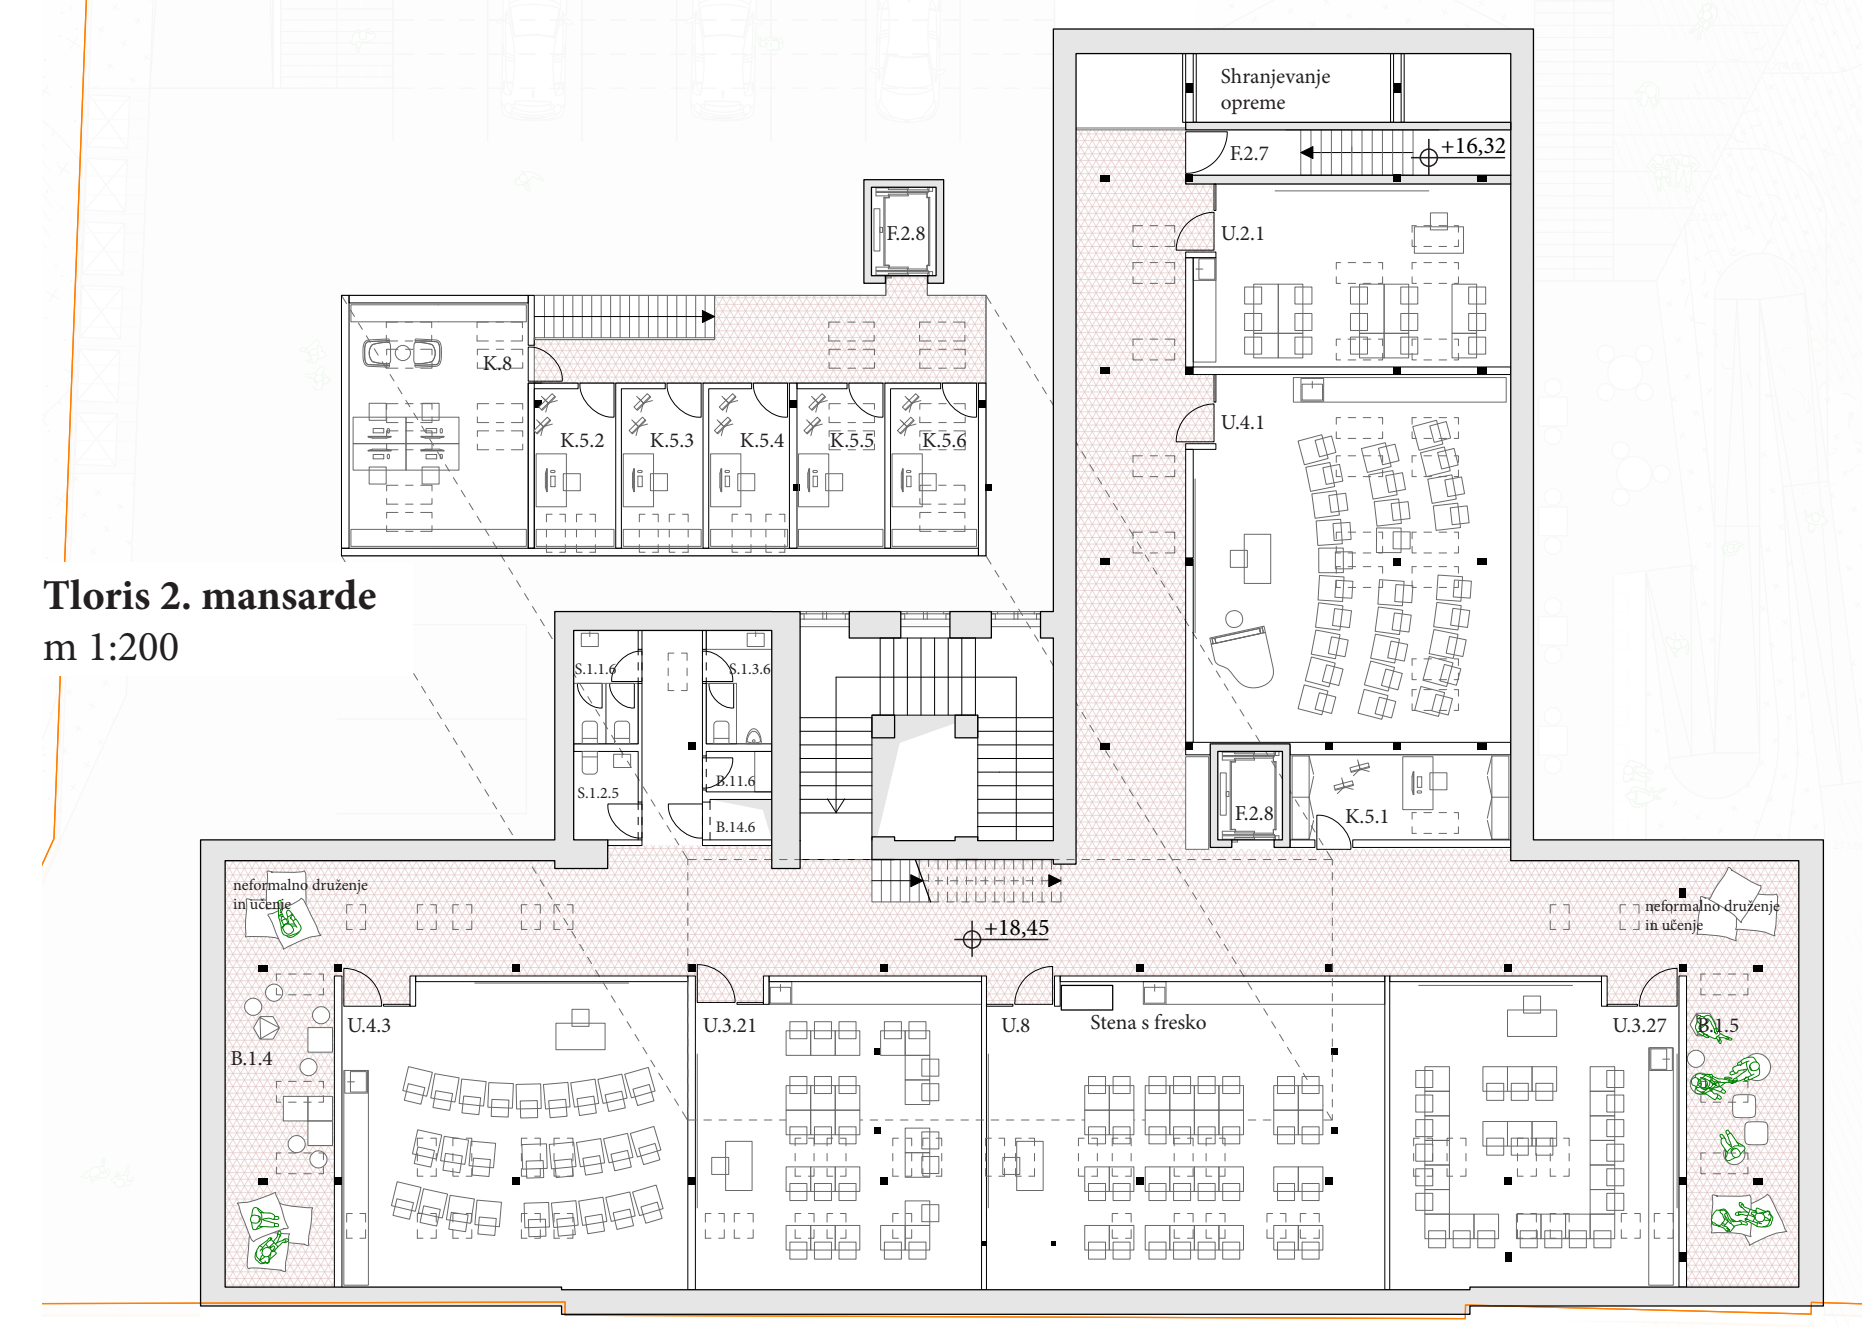 Shranjevanje
opreme
F.2.7
+16,32
F.2.8
U.2.1
K.8
U.4.1
K.5.2
K.5.3
K.5.4
K.5.5
K.5.6
Tloris 2. mansarde
m 1:200
S.1.1.6
S.1.3.6
S.1.2.5
B.11.6
B.14.6
F.2.8
K.5.1
neformalno druženje
in učenje
neformalno druženje
in učenje
+18,45
U.4.3
U.3.21
U.8
Stena s fresko
U.3.27
B.1.5
B.1.4